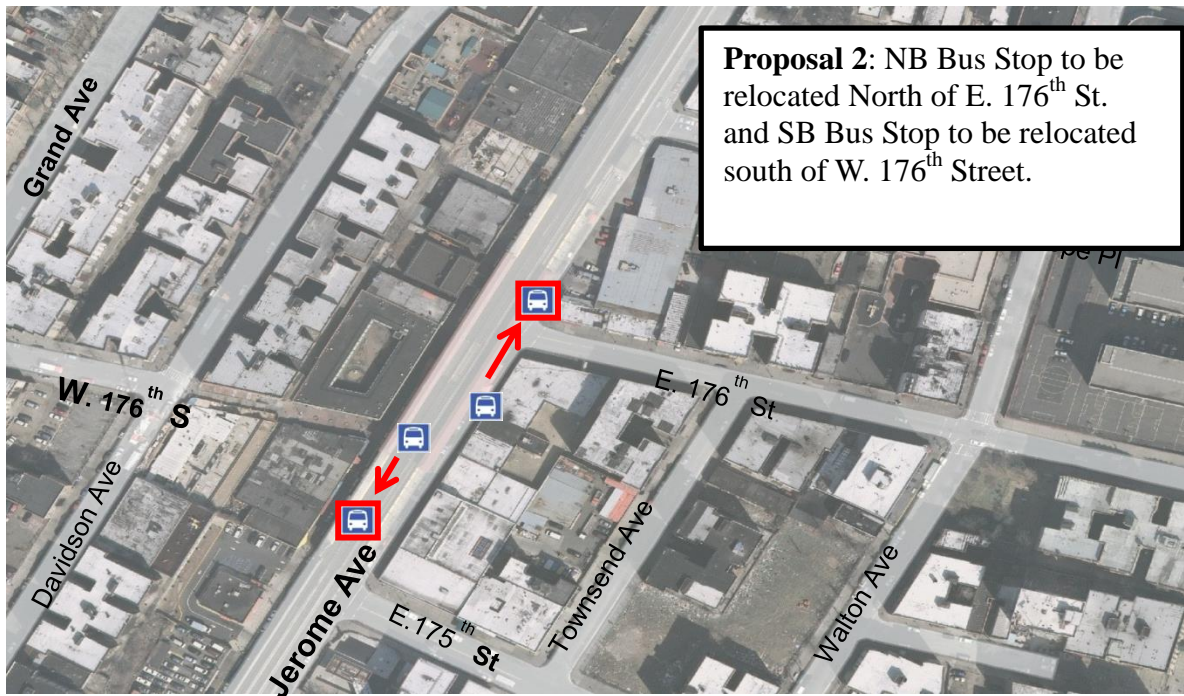 Proposal 2: NB Bus Stop to be
relocated North of E. 176th St.
and SB Bus Stop to be relocated
south of W. 176th Street.
Grand Ave
pe Pl
W. 176th S
E. 176th St
Davidson Ave
Jerome Ave
E. 175th St
Townsend Ave
Walton Ave